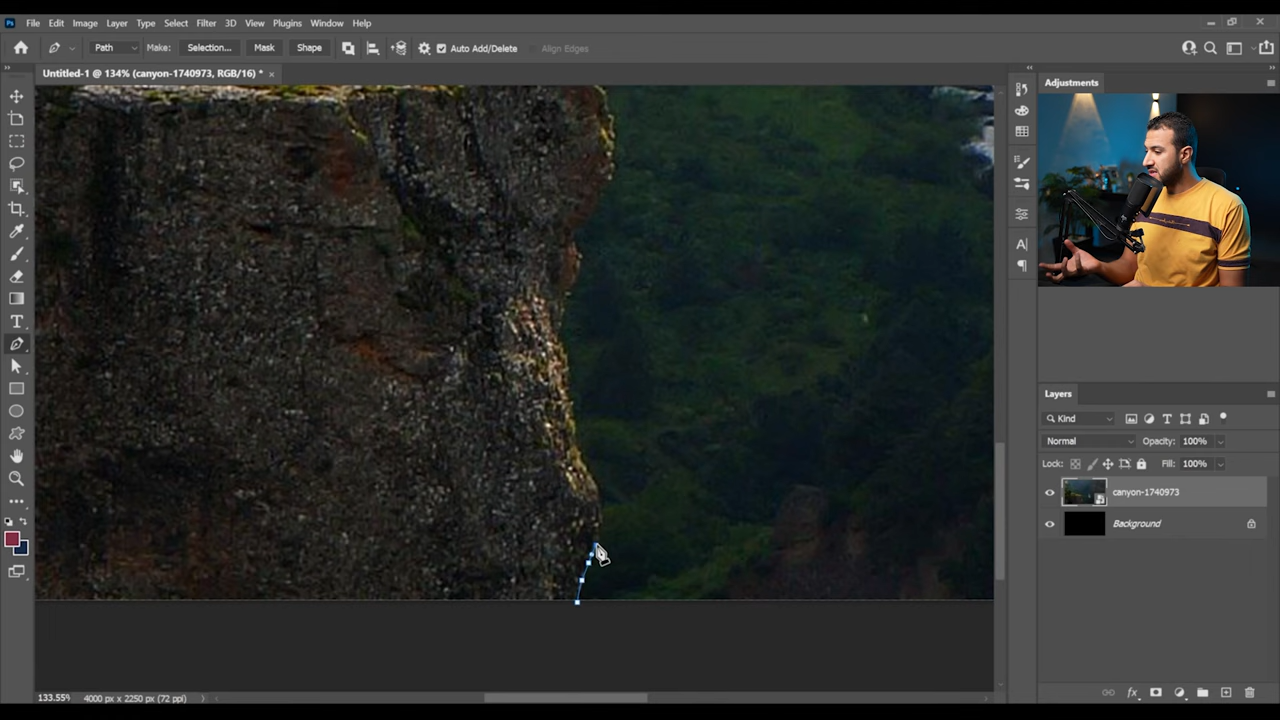 Ps File Edit Image Layer Type Select Filter 3D View Plugins Window Help
Path Make: Selection... Mask Shape Auto Add/Delete Align Edges
Untitled-1 @ 134% (canyon-1740973, RGB/16) *
Adjustments
Layers
Kind
Normal Opacity: 100%
Lock: Fill: 100%
canyon-1740973
Background
133.55% 4000 px x 2250 px (72 ppi)